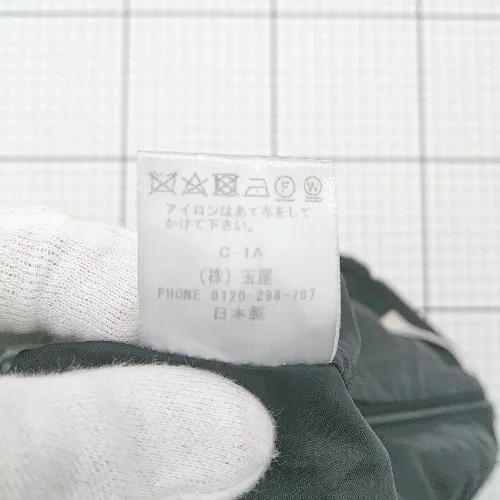 F W
アイロンはあて布をして
かけて下さい。
C-IA
(株) 玉屋
PHONE 0120-298-707
日本製